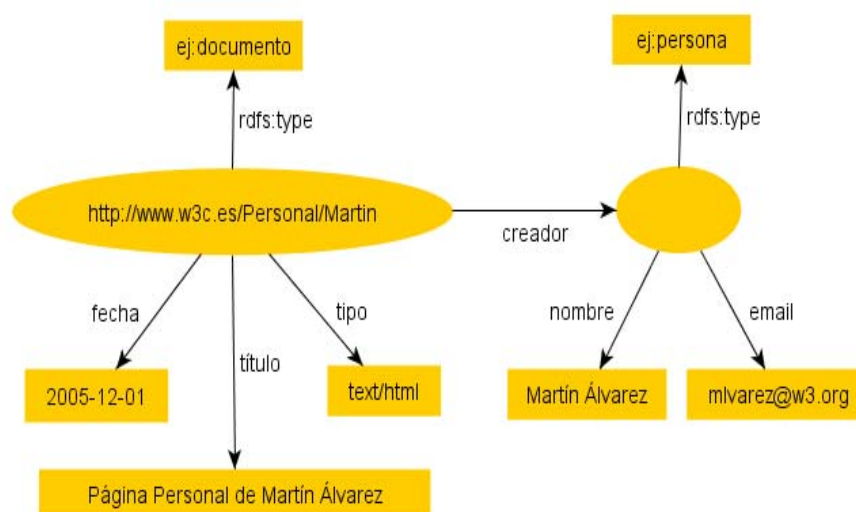 ej:documento
ej:persona
rdfs:type
rdfs:type
http://www.w3c.es/Personal/Martin
creador
fecha
tipo
nombre
email
título
2005-12-01
text/html
Martín Álvarez
mlvarez@w3.org
Página Personal de Martín Álvarez